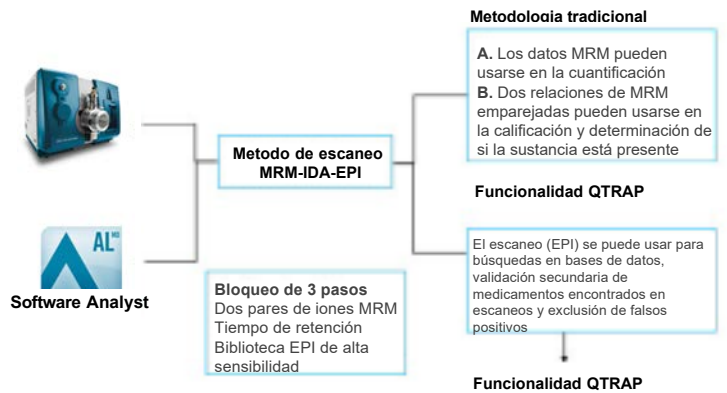 Metodología tradicional
A. Los datos MRM pueden
usarse en la cuantificación
B. Dos relaciones de MRM
emparejadas pueden usarse en
la calificación y determinación de
si la sustancia está presente
Metodo de escaneo
MRM-IDA-EPI
Funcionalidad QTRAP
AL MD
Software Analyst
El escaneo (EPI) se puede usar para
búsquedas en bases de datos,
validación secundaria de
medicamentos encontrados en
escaneos y exclusión de falsos
positivos
Bloqueo de 3 pasos
Dos pares de iones MRM
Tiempo de retención
Biblioteca EPI de alta
sensibilidad
Funcionalidad QTRAP